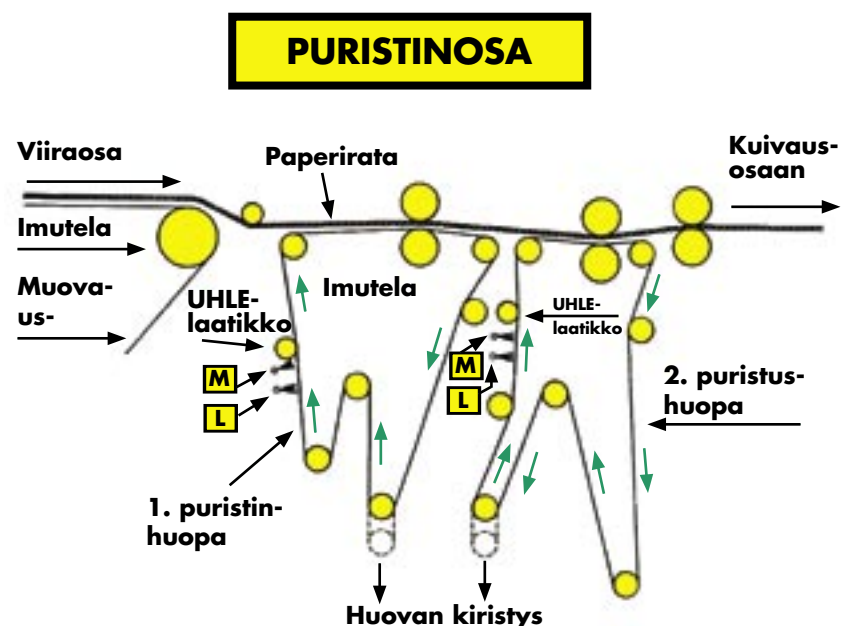 PURISTINOSA
Viiraosa
Paperirata
Kuivaus-
osaan
Imutela
Muova-
us-
UHLE-
laatikko
Imutela
UHLE-
laatikko
M
L
M
L
2. puristus-
huopa
1. puristin-
huopa
Huovan kiristys